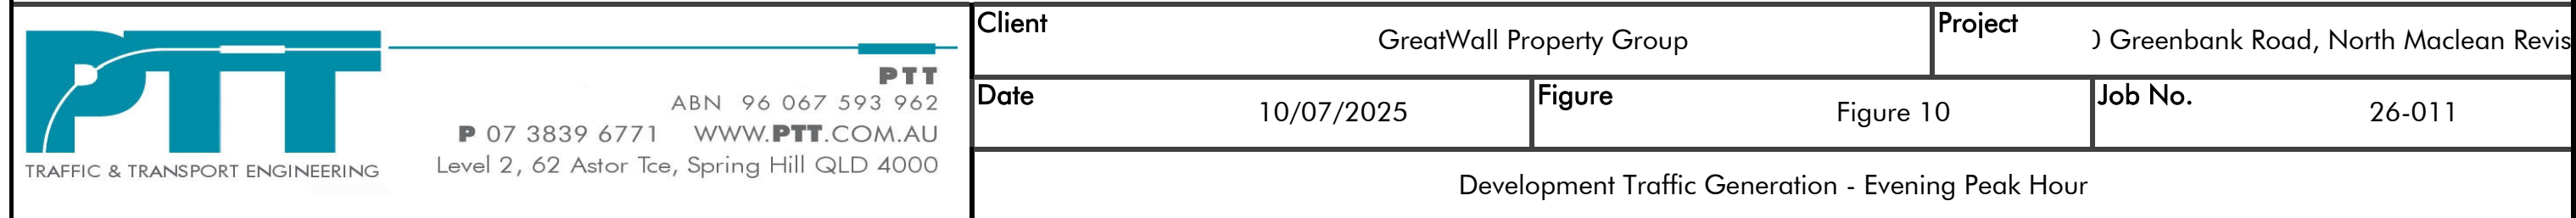 PTT
TRAFFIC & TRANSPORT ENGINEERING
PTT
ABN 96 067 593 962
P 07 3839 6771 WWW.PTT.COM.AU
Level 2, 62 Astor Tce, Spring Hill QLD 4000
Client
GreatWall Property Group
Project
Greenbank Road, North Maclean Revis
Date
10/07/2025
Figure
Figure 10
Job No.
26-011
Development Traffic Generation - Evening Peak Hour